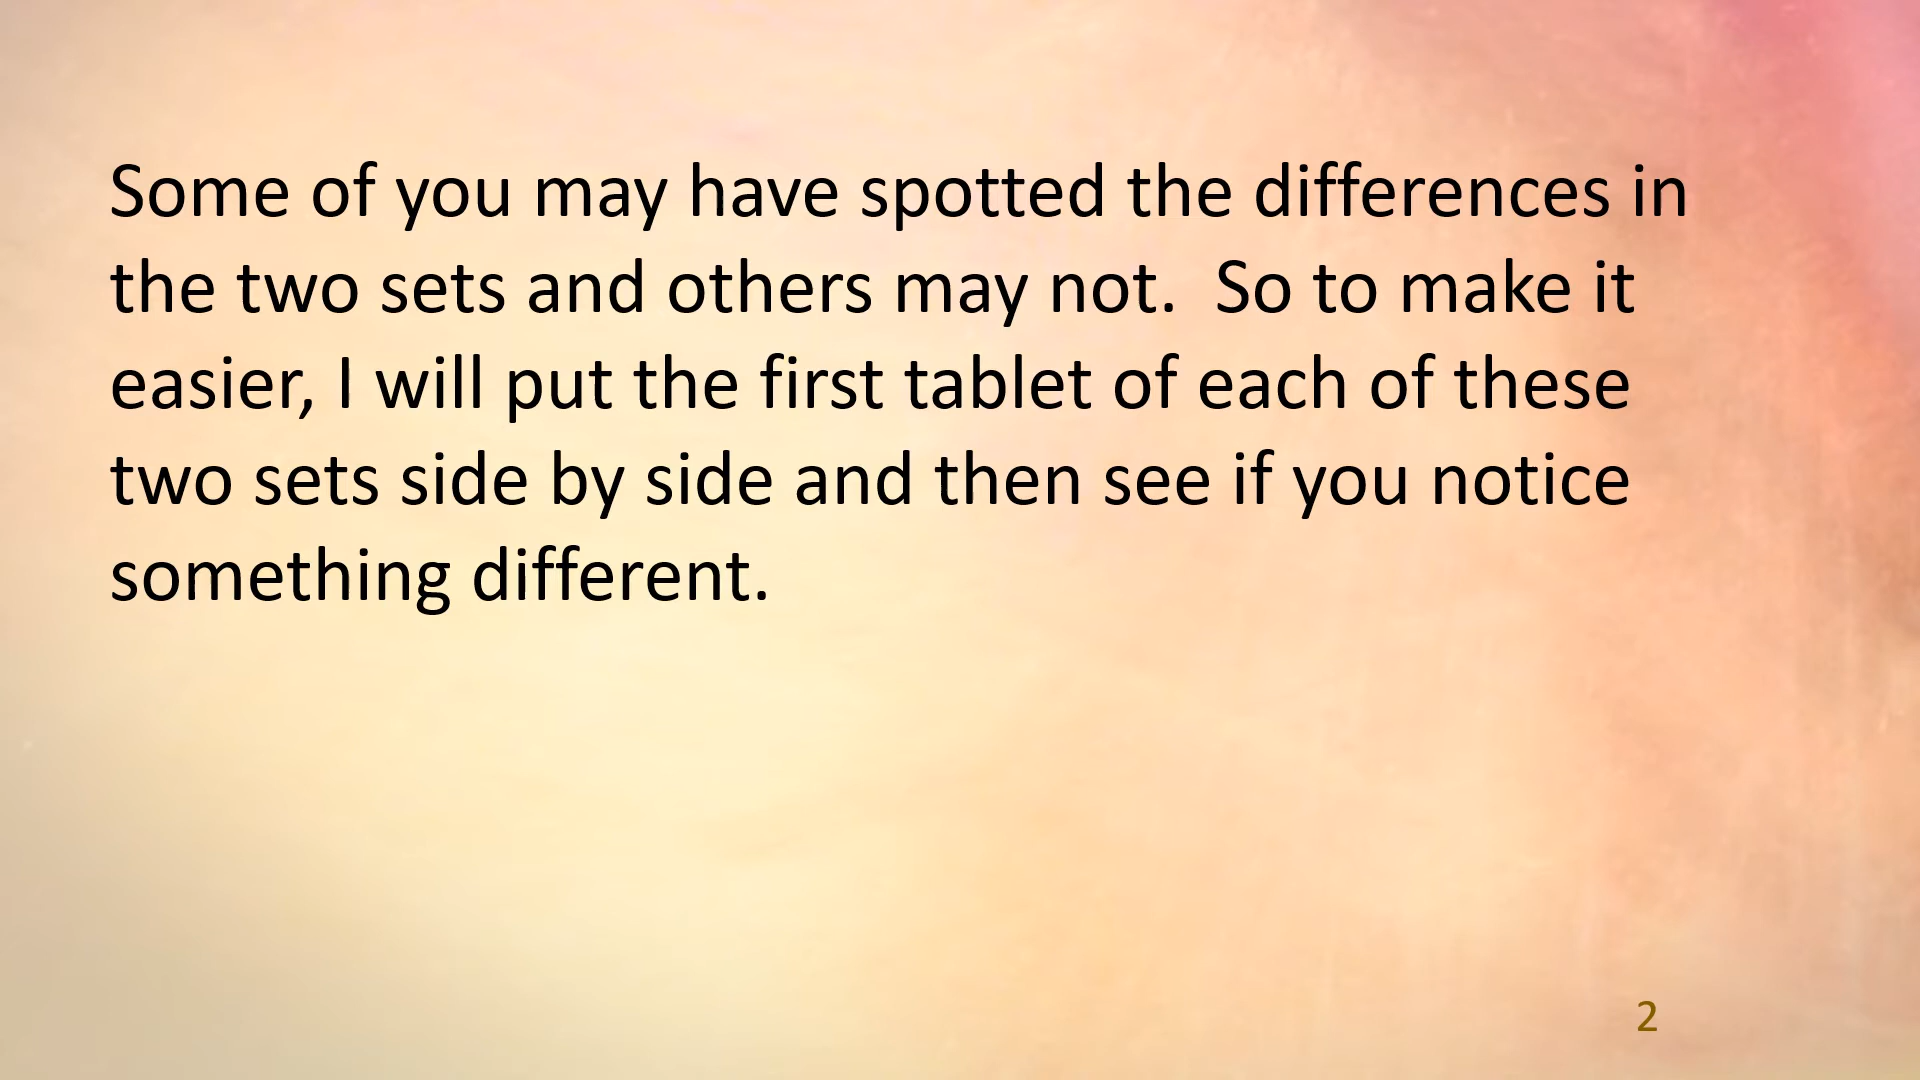 Some of you may have spotted the differences in
the two sets and others may not.  So to make it
easier, I will put the first tablet of each of these
two sets side by side and then see if you notice
something different.
2